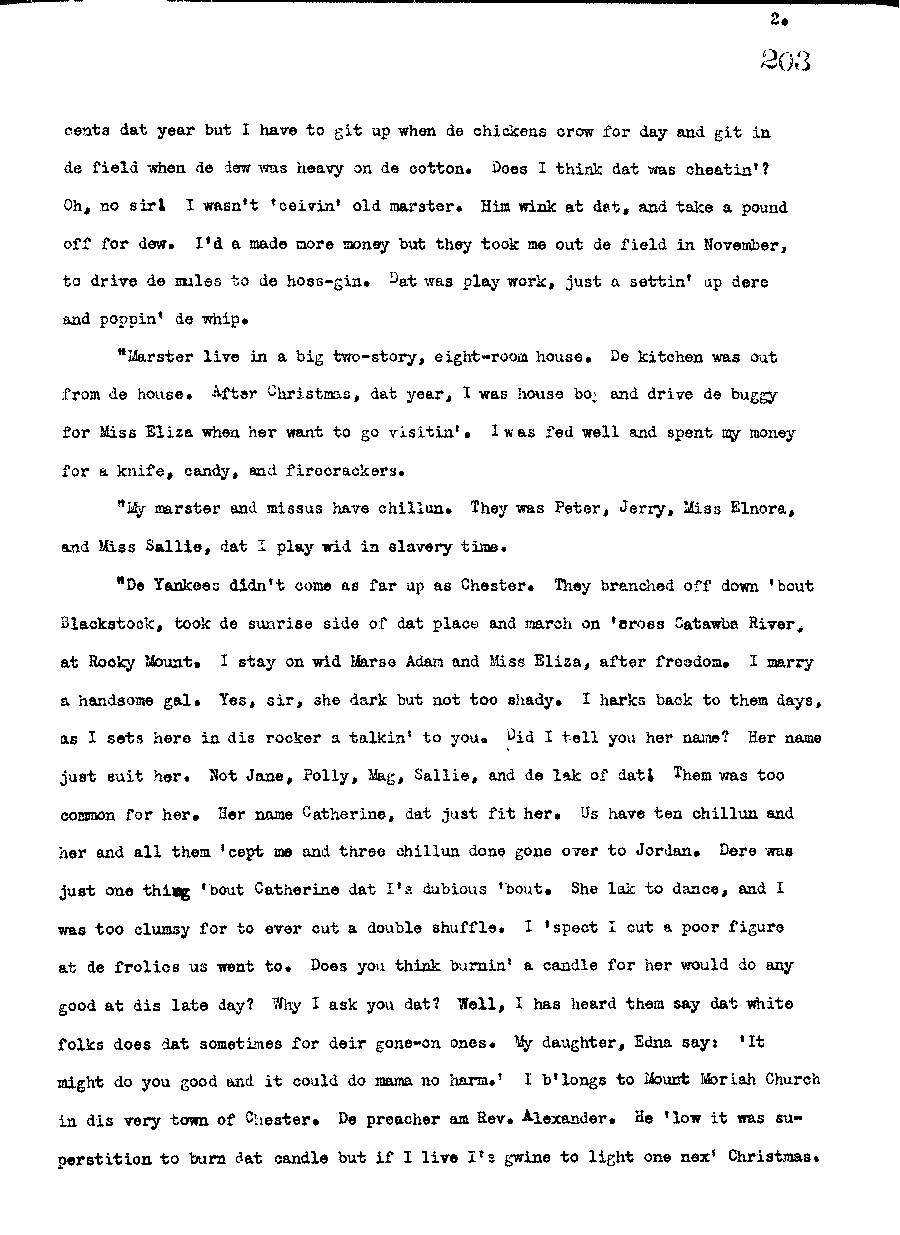 2.
203
cents dat year but I have to git up when de chickens crow for day and git in
de field when de dew was heavy on de cotton. Does I think dat was cheatin'?
Oh, no sir! I wasn't 'ceivin' old marster. Him wink at dat, and take a pound
off for dew. I'd a made more money but they took me out de field in November,
to drive de mules to de hoss-gin. Dat was play work, just a settin' up dere
and poppin' de whip.
"Marster live in a big two-story, eight-room house. De kitchen was out
from de house. After Christmas, dat year, I was house boy and drive de buggy
for Miss Eliza when her want to go visitin'. I was fed well and spent my money
for a knife, candy, and firecrackers.
"My marster and missus have chillun. They was Peter, Jerry, Miss Elnora,
and Miss Sallie, dat I play wid in slavery time.
"De Yankees didn't come as far up as Chester. They branched off down 'bout
Blackstock, took de sunrise side of dat place and march on 'cross Catawba River,
at Rocky Mount. I stay on wid Marse Adam and Miss Eliza, after freedom. I marry
a handsome gal. Yes, sir, she dark but not too shady. I harks back to them days,
as I sets here in dis rocker a talkin' to you. Did I tell you her name? Her name
just suit her. Not Jane, Polly, Mag, Sallie, and de lak of dat! Them was too
common for her. Her name Catherine, dat just fit her. Us have ten chillun and
her and all them 'cept me and three chillun done gone over to Jordan. Dere was
just one thing 'bout Catherine dat I's dubious 'bout. She lak to dance, and I
was too clumsy for to ever cut a double shuffle. I 'spect I cut a poor figure
at de frolics us went to. Does you think burnin' a candle for her would do any
good at dis late day? Why I ask you dat? Well, I has heard them say dat white
folks does dat sometimes for deir gone-on ones. My daughter, Edna say: 'It
might do you good and it could do mama no harm.' I b'longs to Mount Moriah Church
in dis very town of Chester. De preacher am Rev. Alexander. He 'low it was su-
perstition to burn dat candle but if I live I's gwine to light one nex' Christmas.